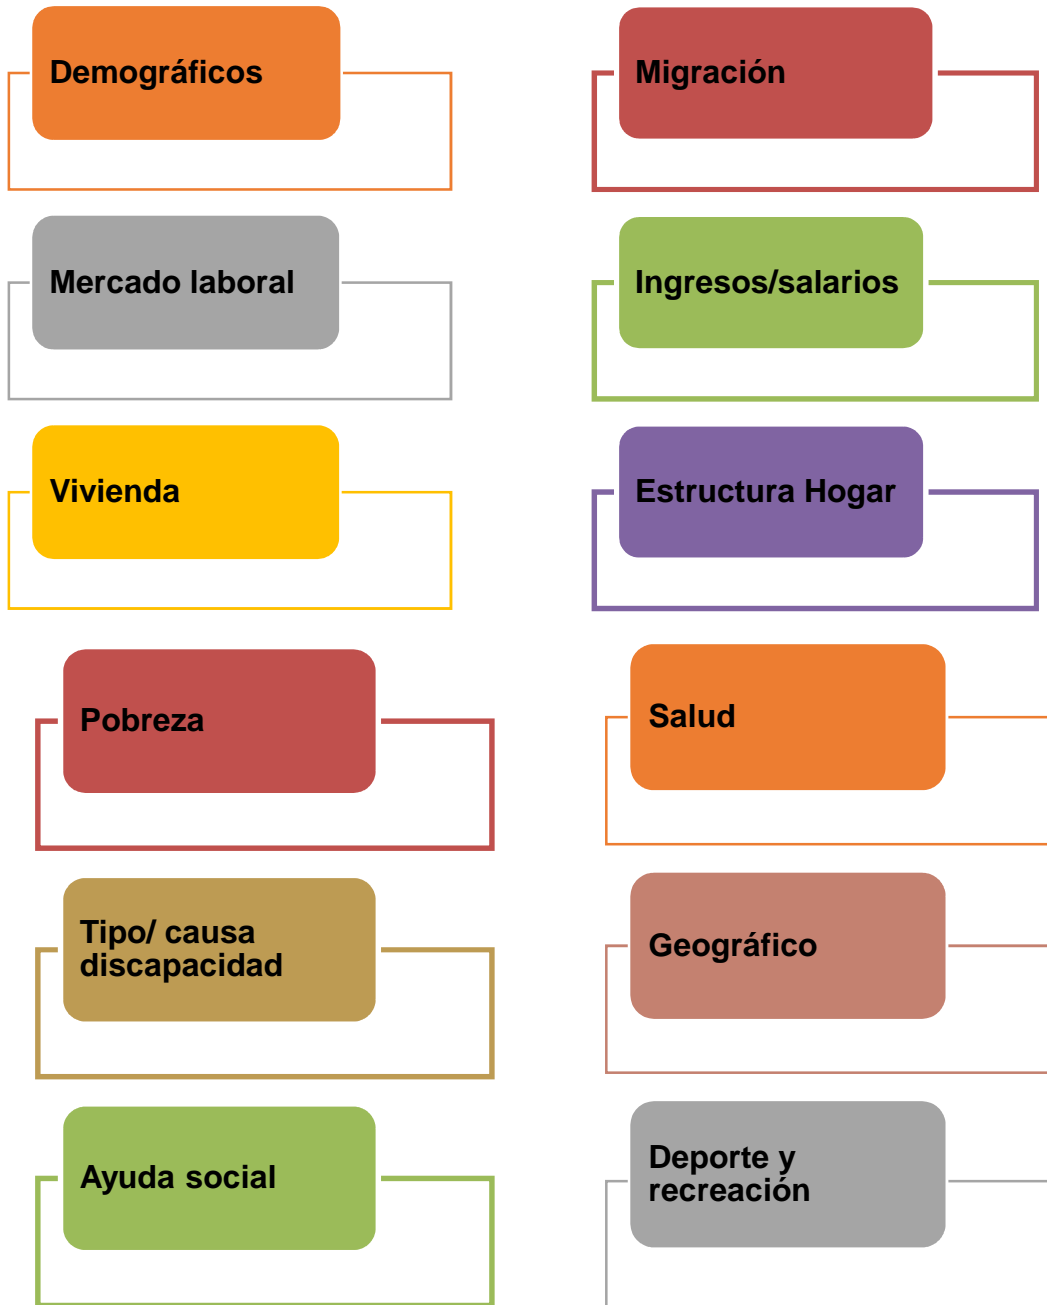 Demográficos
Migración
Mercado laboral
Ingresos/salarios
Vivienda
Estructura Hogar
Pobreza
Salud
Tipo/ causa
discapacidad
Geográfico
Ayuda social
Deporte y
recreación